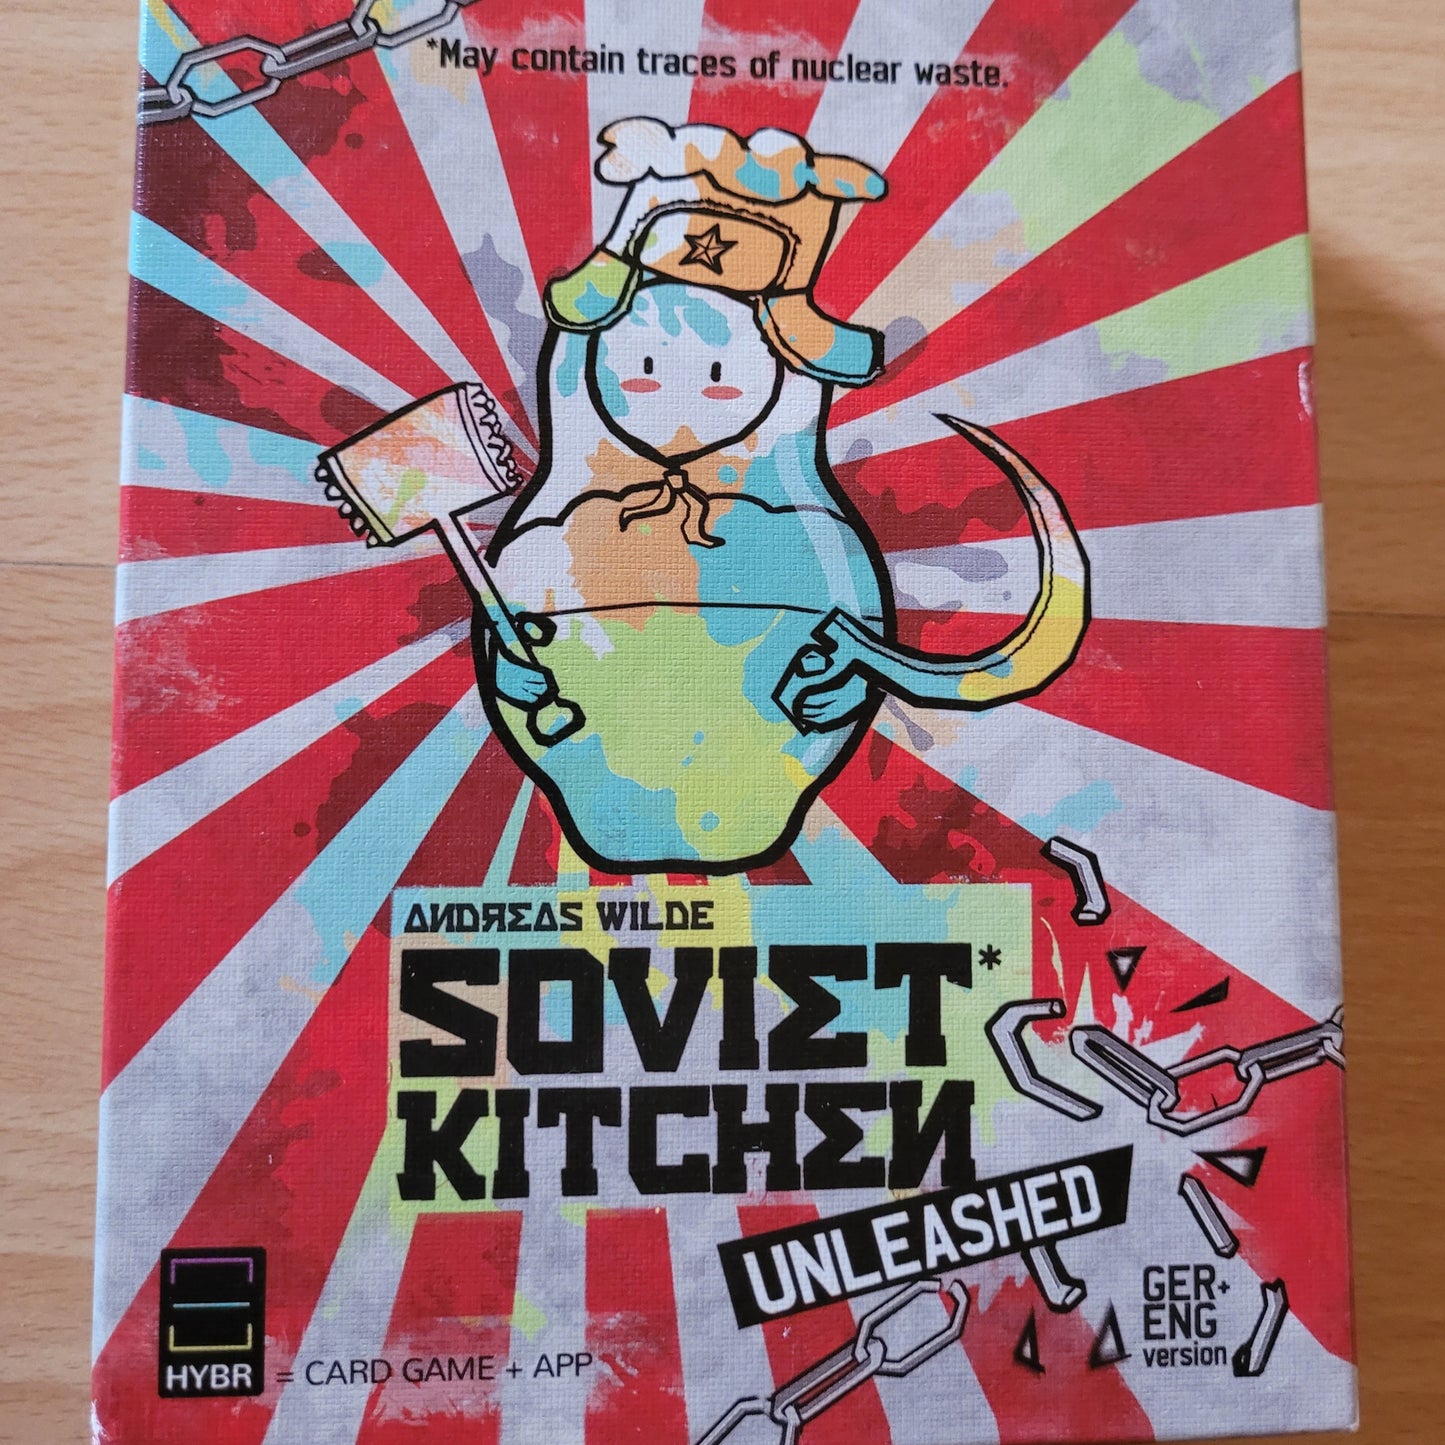 *May contain traces of nuclear waste.
ANDREAS WILDE
SOVIET*
KITCHEN
UNLEASHED
GER+
ENG
version
HYBR = CARD GAME + APP